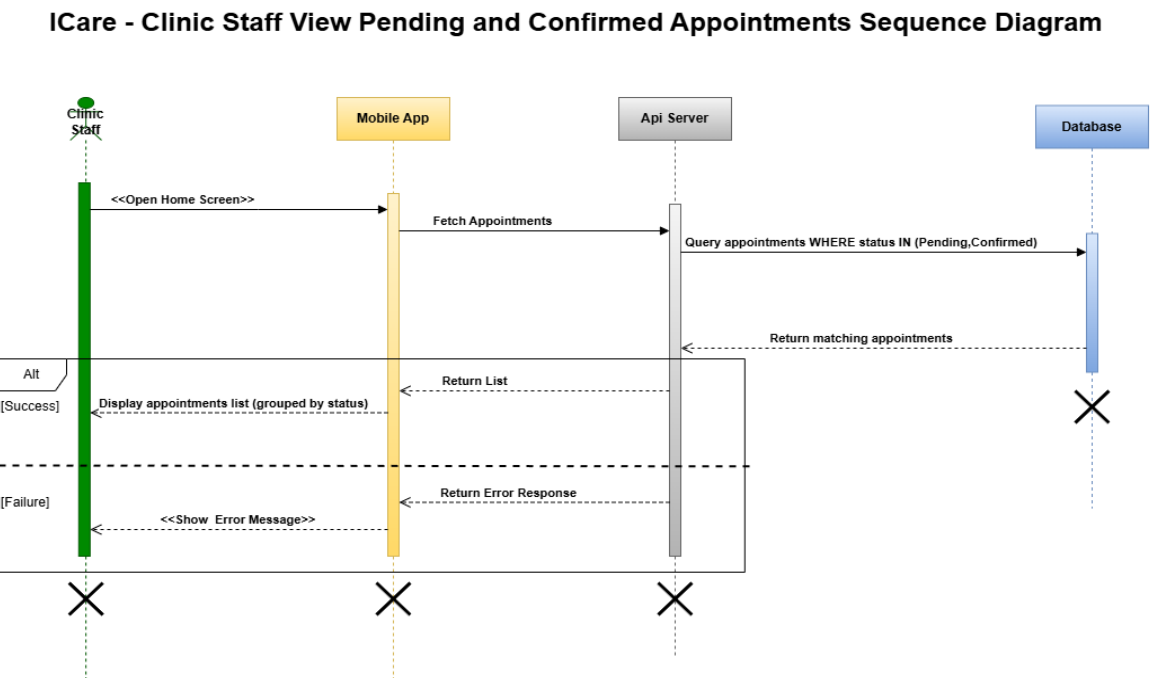 ICare - Clinic Staff View Pending and Confirmed Appointments Sequence Diagram
Clinic
Staff
Mobile App
Api Server
Database
<<Open Home Screen>>
Fetch Appointments
Query appointments WHERE status IN (Pending,Confirmed)
Return matching appointments
Alt
Return List
[Success]
Display appointments list (grouped by status)
[Failure]
Return Error Response
<<Show  Error Message>>